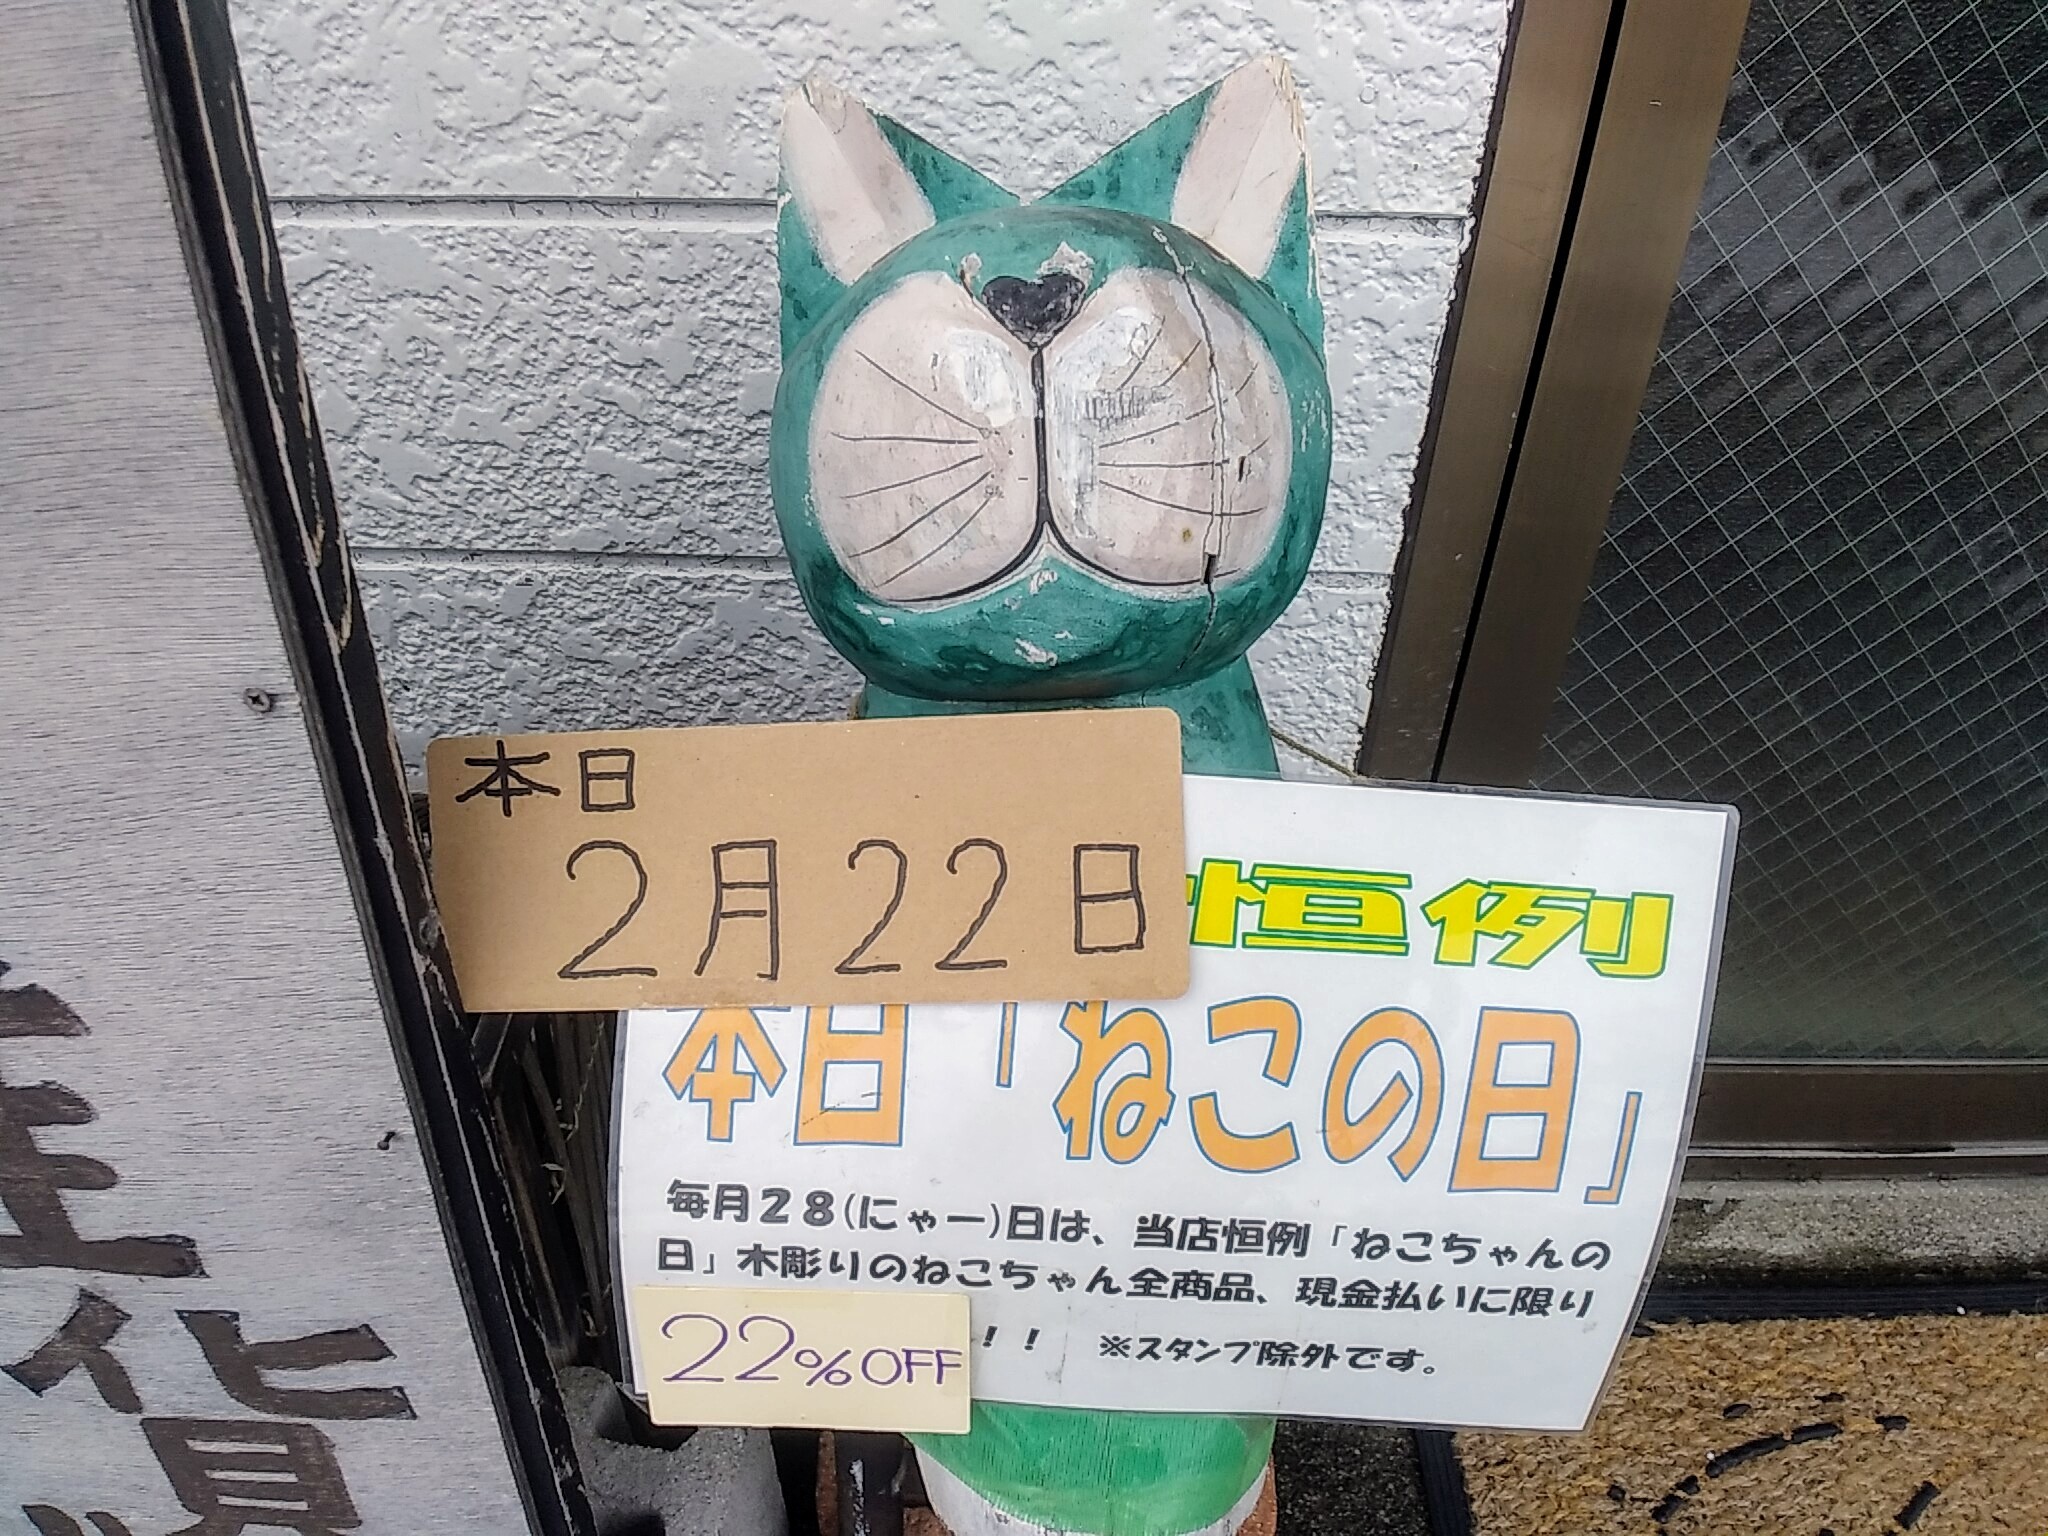 本日
2月22日
恒例
本日「ねこの日」
毎月28(にゃー)日は、当店恒例「ねこちゃんの
日」木彫りのねこちゃん全商品、現金払いに限り
22%OFF!! ※スタンプ除外です。
貨